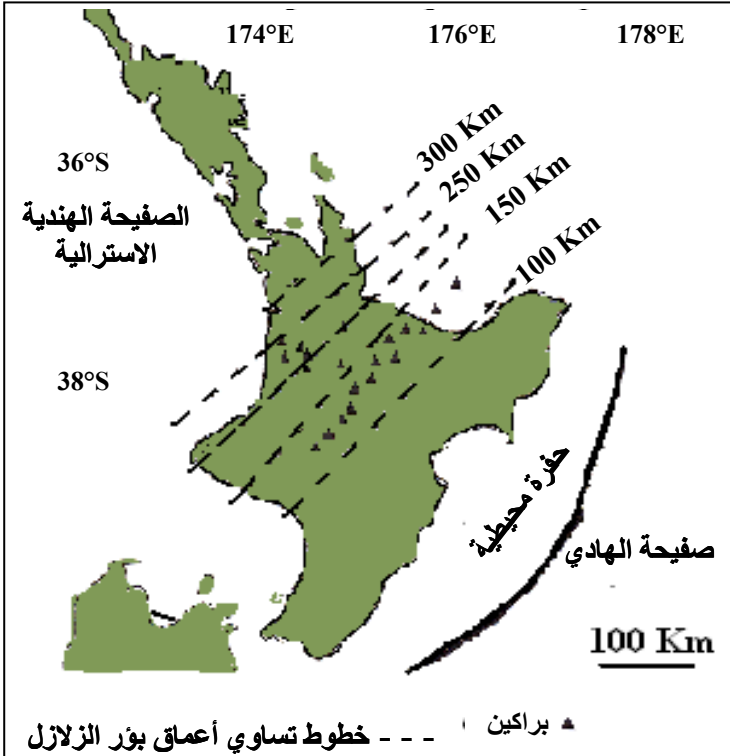 174°E 176°E 178°E
300 Km
250 Km
150 Km
100 Km
36°S
الصفيحة الهندية
الاسترالية
38°S
حفرة محيطية
صفيحة الهادي
100 Km
براكين
خطوط تساوي أعماق بؤر الزلازل